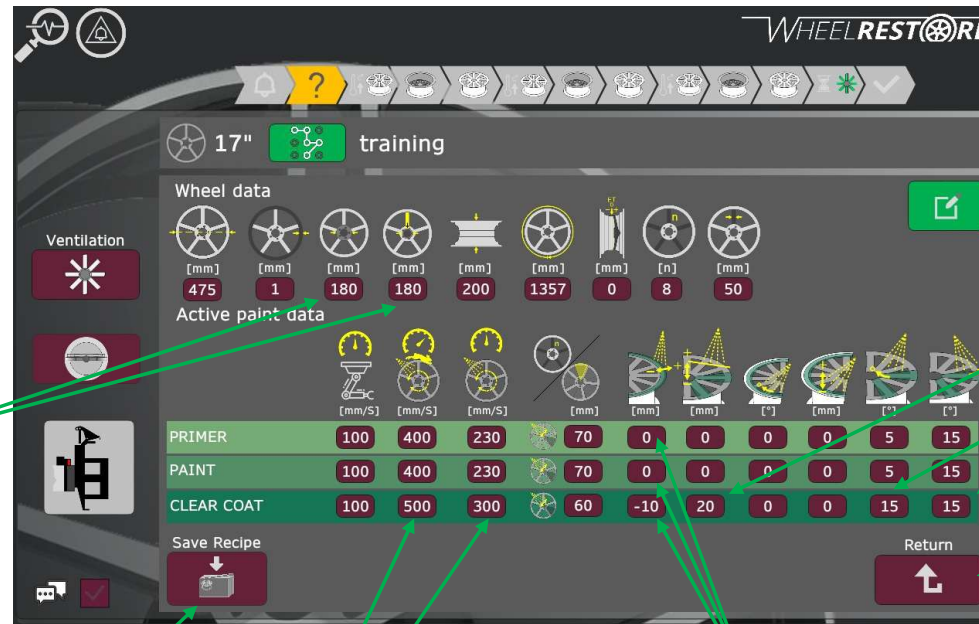 WHEELREST
17" training
Wheel data
Ventilation
[mm] [mm] [mm] [mm] [mm] [mm] [mm] [n] [mm]
475 1 180 180 200 1357 0 8 50
Active paint data
[mm/S] [mm/S] [mm/S] [mm] [mm] [mm] [°] [mm] [°] [°]
PRIMER 100 400 230 70 0 0 0 0 5 15
PAINT 100 400 230 70 0 0 0 0 5 15
CLEAR COAT 100 500 300 60 -10 20 0 0 15 15
Save Recipe
Return